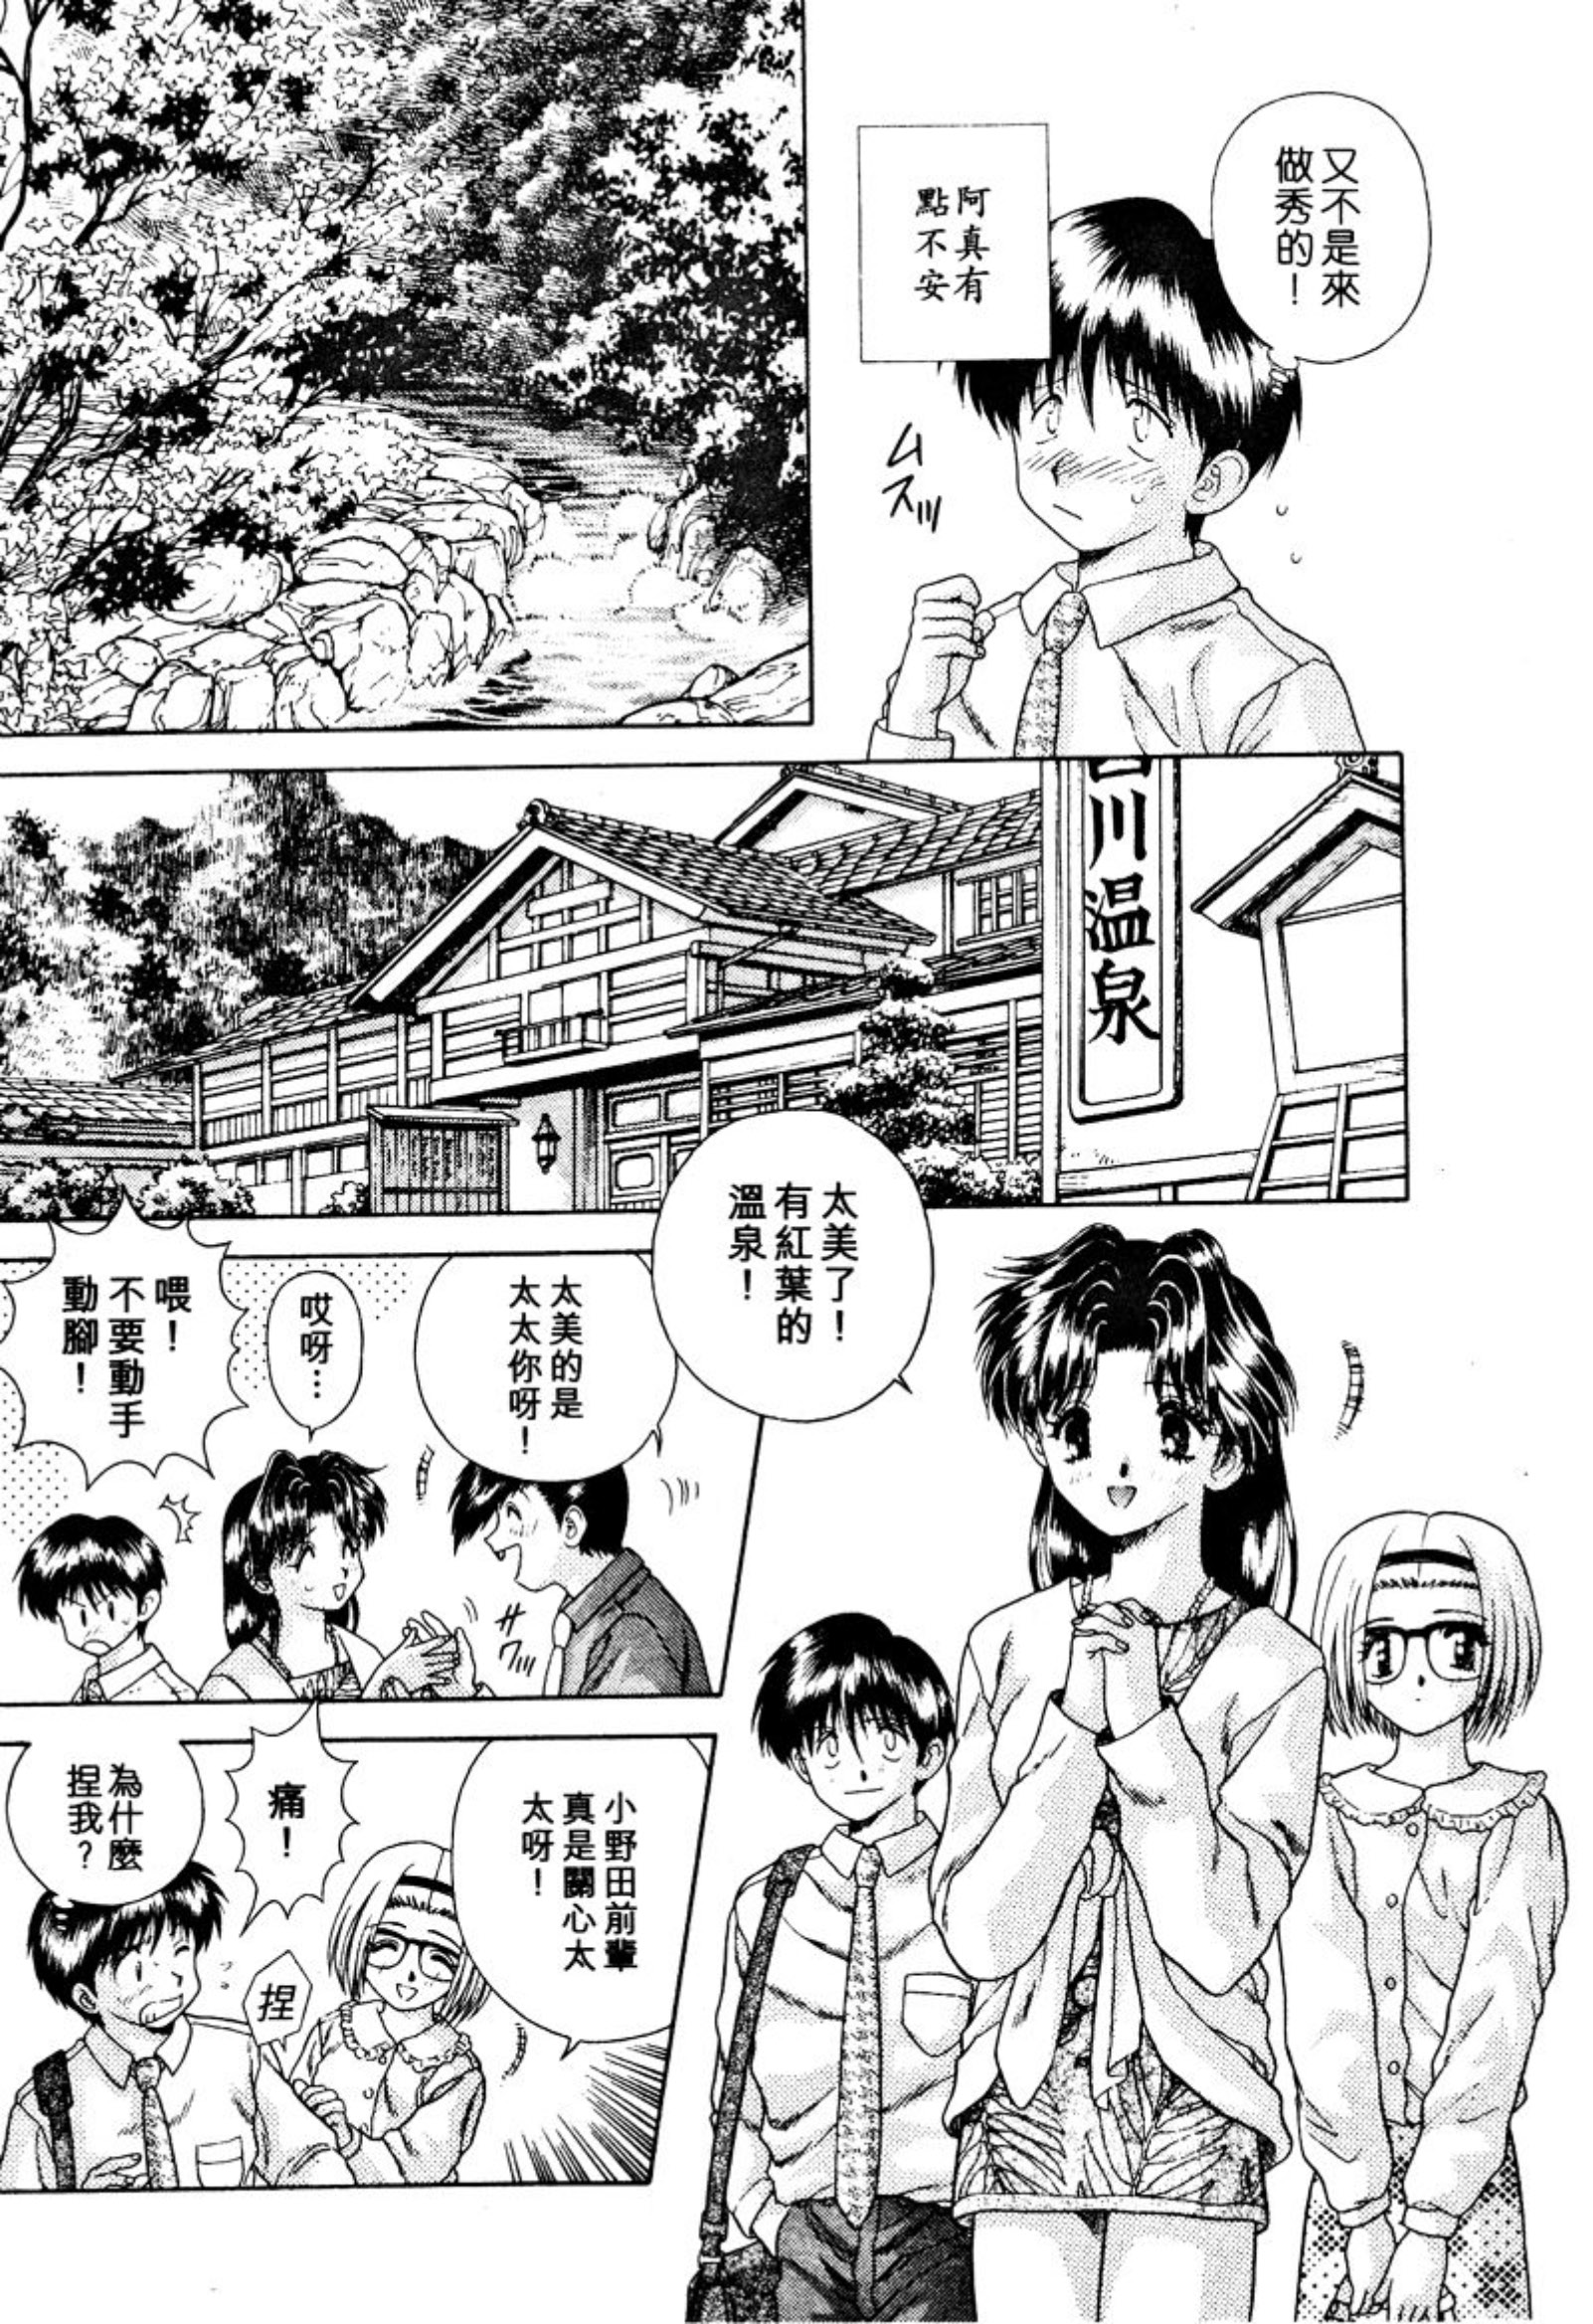 又不是來
做秀的！
阿真有
點不安
ムスッ
川温泉
太美了！
有紅葉的
溫泉！
太美的是
太太你呀！
哎呀…
喂！
不要動手
動腳！
小野田前輩
真是關心太
太呀！
痛！
捏
為什麼
捏我？